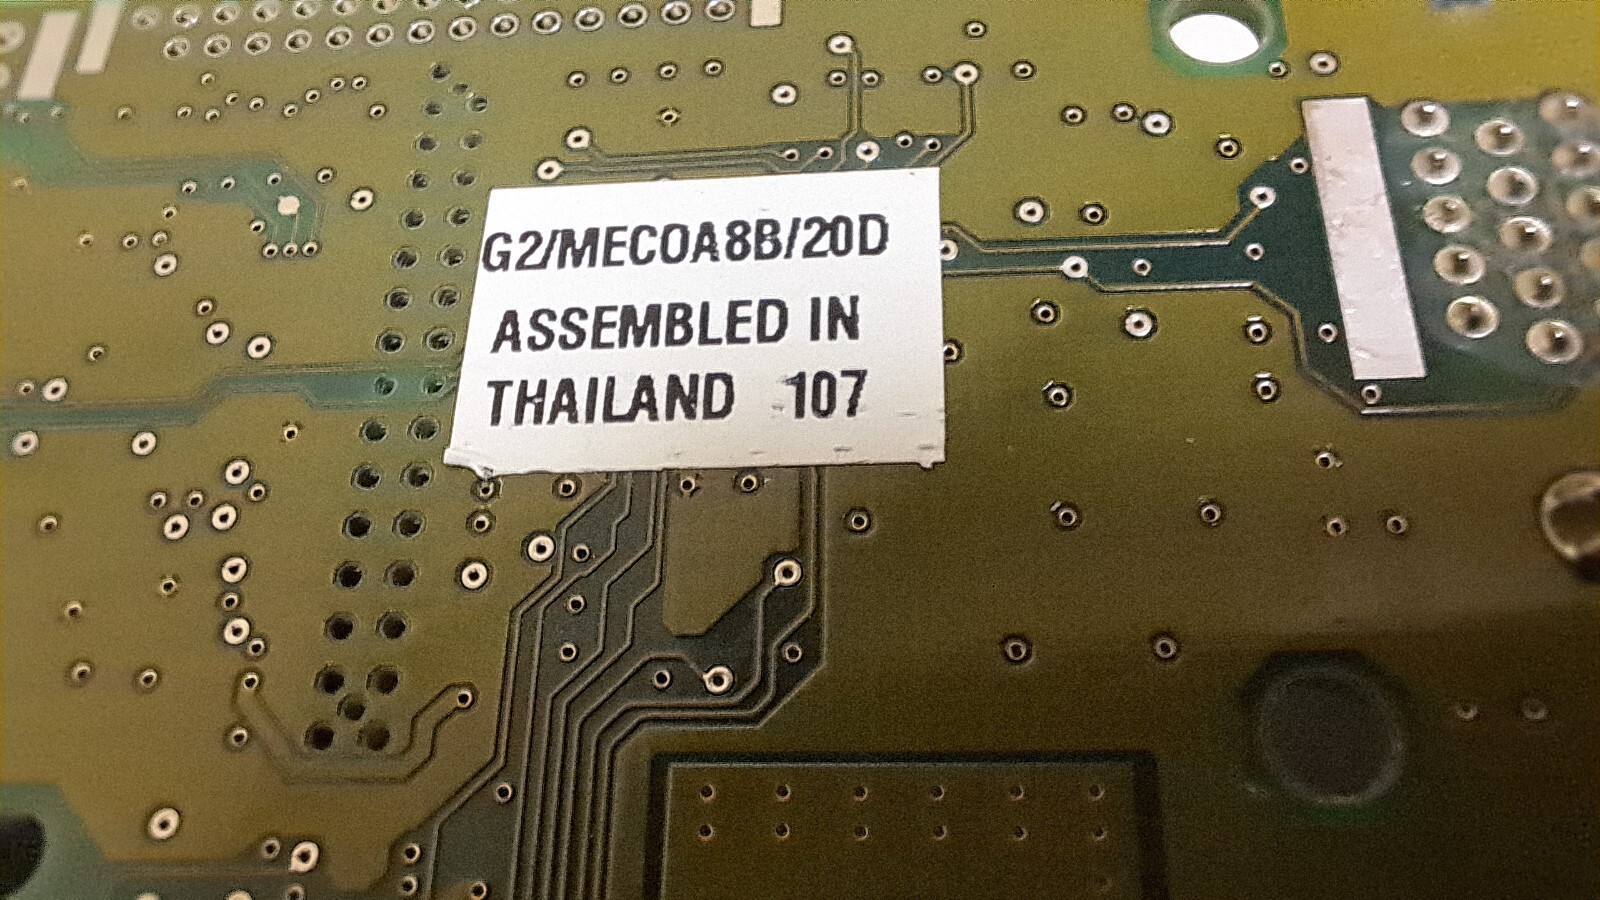 G2/MECOA8B/20D
ASSEMBLED IN
THAILAND 107